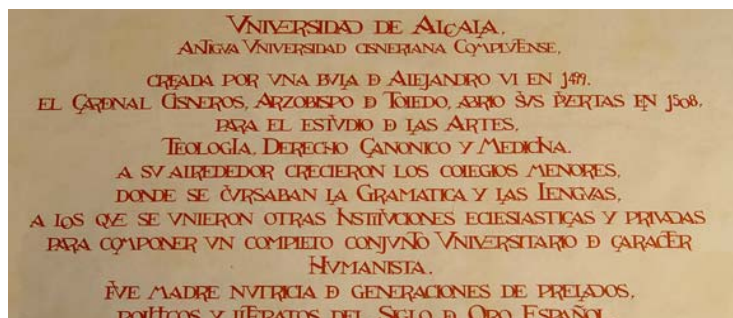 VNIVERSIDAD DE ALCALA,
ANTIGVA VNIVERSIDAD CISNERIANA COMPLVTENSE,
CREADA POR VNA BVLA D ALEJANDRO VI EN 1499.
EL CARDENAL CISNEROS, ARZOBISPO D TOLEDO, ABRIO SVS PVERTAS EN 1508,
PARA EL ESTVDIO D LAS ARTES,
TEOLOGIA, DERECHO CANONICO Y MEDICINA.
A SV ALREDEDOR CRECIERON LOS COLEGIOS MENORES,
DONDE SE CVRSABAN LA GRAMATICA Y LAS LENGVAS,
A LOS QVE SE VNIERON OTRAS INSTITVCIONES ECLESIASTICAS Y PRIVADAS
PARA COMPONER VN COMPLETO CONJVNTO VNIVERSITARIO D CARACTER
HVMANISTA.
FVE MADRE NVTRICIA D GENERACIONES DE PRELADOS,
POLITICOS Y LITERATOS DEL SIGLO D ORO ESPAÑOL